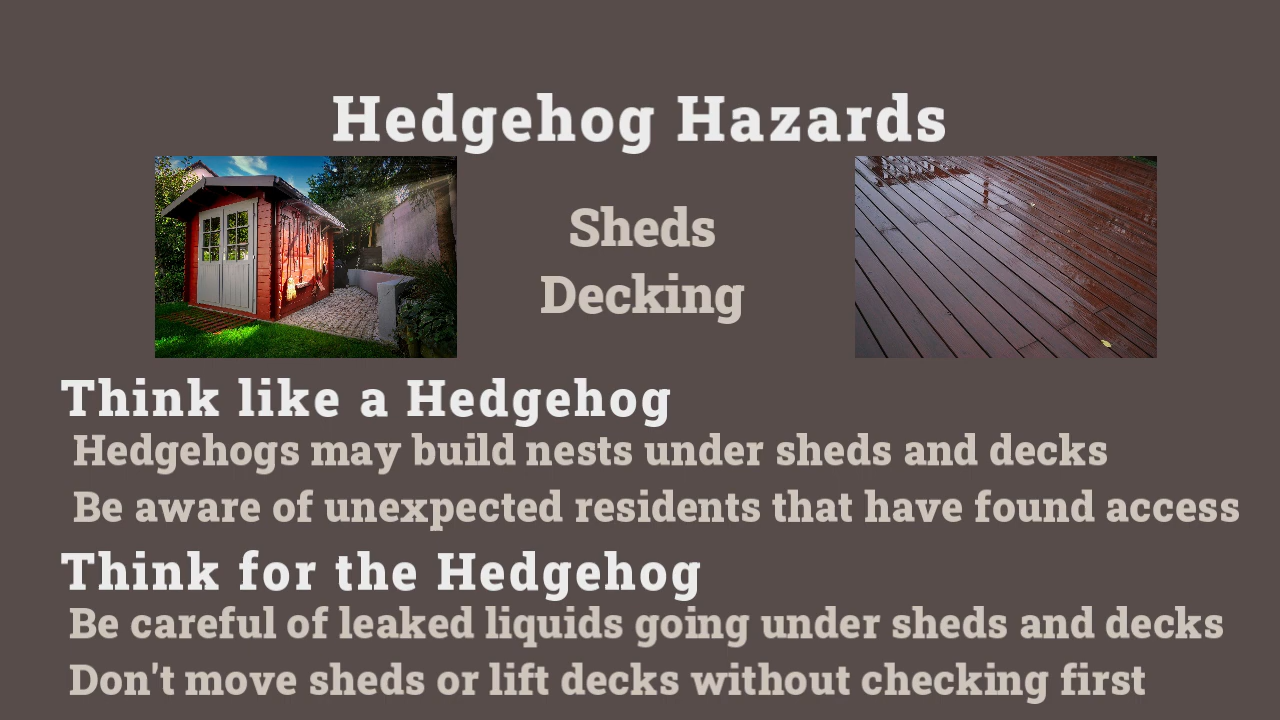 Hedgehog Hazards
Sheds
Decking
Think like a Hedgehog
Hedgehogs may build nests under sheds and decks
Be aware of unexpected residents that have found access
Think for the Hedgehog
Be careful of leaked liquids going under sheds and decks
Don't move sheds or lift decks without checking first